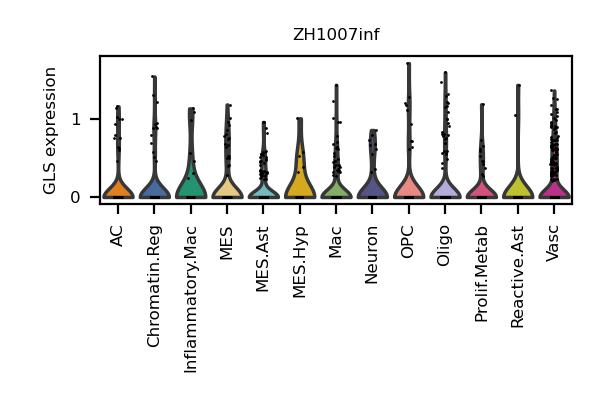 ZH1007inf
GLS expression
1
0
AC
Chromatin.Reg
Inflammatory.Mac
MES
MES.Ast
MES.Hyp
Mac
Neuron
OPC
Oligo
Prolif.Metab
Reactive.Ast
Vasc